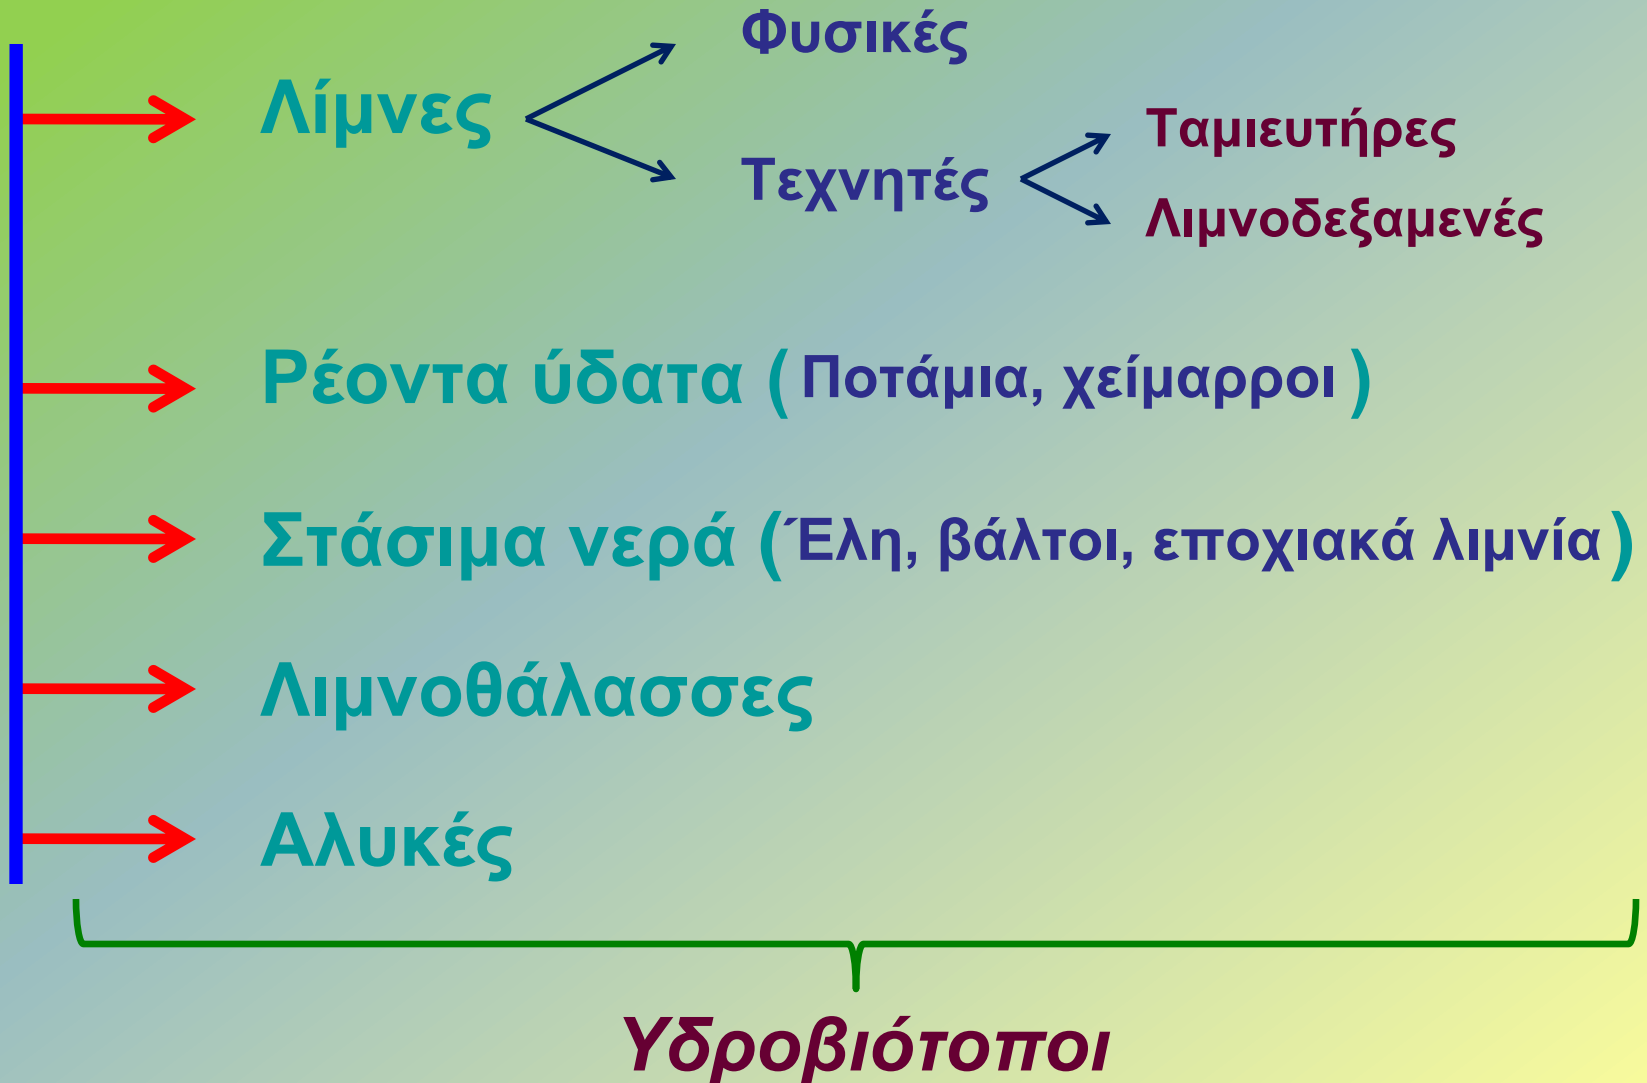 Φυσικές
Λίμνες
Ταμιευτήρες
Τεχνητές
Λιμνοδεξαμενές
Ρέοντα ύδατα (Ποτάμια, χείμαρροι)
Στάσιμα νερά (Έλη, βάλτοι, εποχιακά λιμνία)
Λιμνοθάλασσες
Αλυκές
Υδροβιότοποι